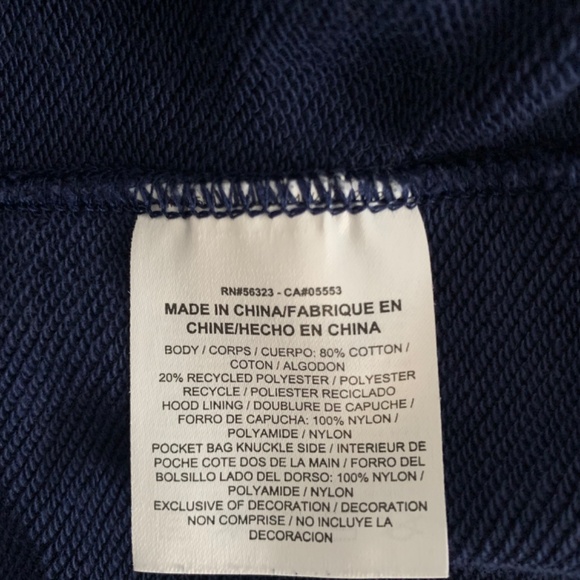 RN#56323 - CA#05553
MADE IN CHINA/FABRIQUE EN
CHINE/HECHO EN CHINA
BODY / CORPS / CUERPO: 80% COTTON /
COTON / ALGODON
20% RECYCLED POLYESTER / POLYESTER
RECYCLE / POLIESTER RECICLADO
HOOD LINING / DOUBLURE DE CAPUCHE /
FORRO DE CAPUCHA: 100% NYLON /
POLYAMIDE / NYLON
POCKET BAG KNUCKLE SIDE / INTERIEUR DE
POCHE COTE DOS DE LA MAIN / FORRO DEL
BOLSILLO LADO DEL DORSO: 100% NYLON /
POLYAMIDE / NYLON
EXCLUSIVE OF DECORATION / DECORATION
NON COMPRISE / NO INCLUYE LA
DECORACION